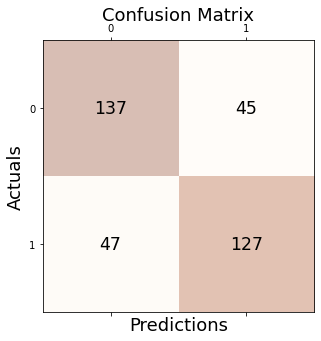 Confusion Matrix
0 1
0 137 45
Actuals
1 47 127
Predictions